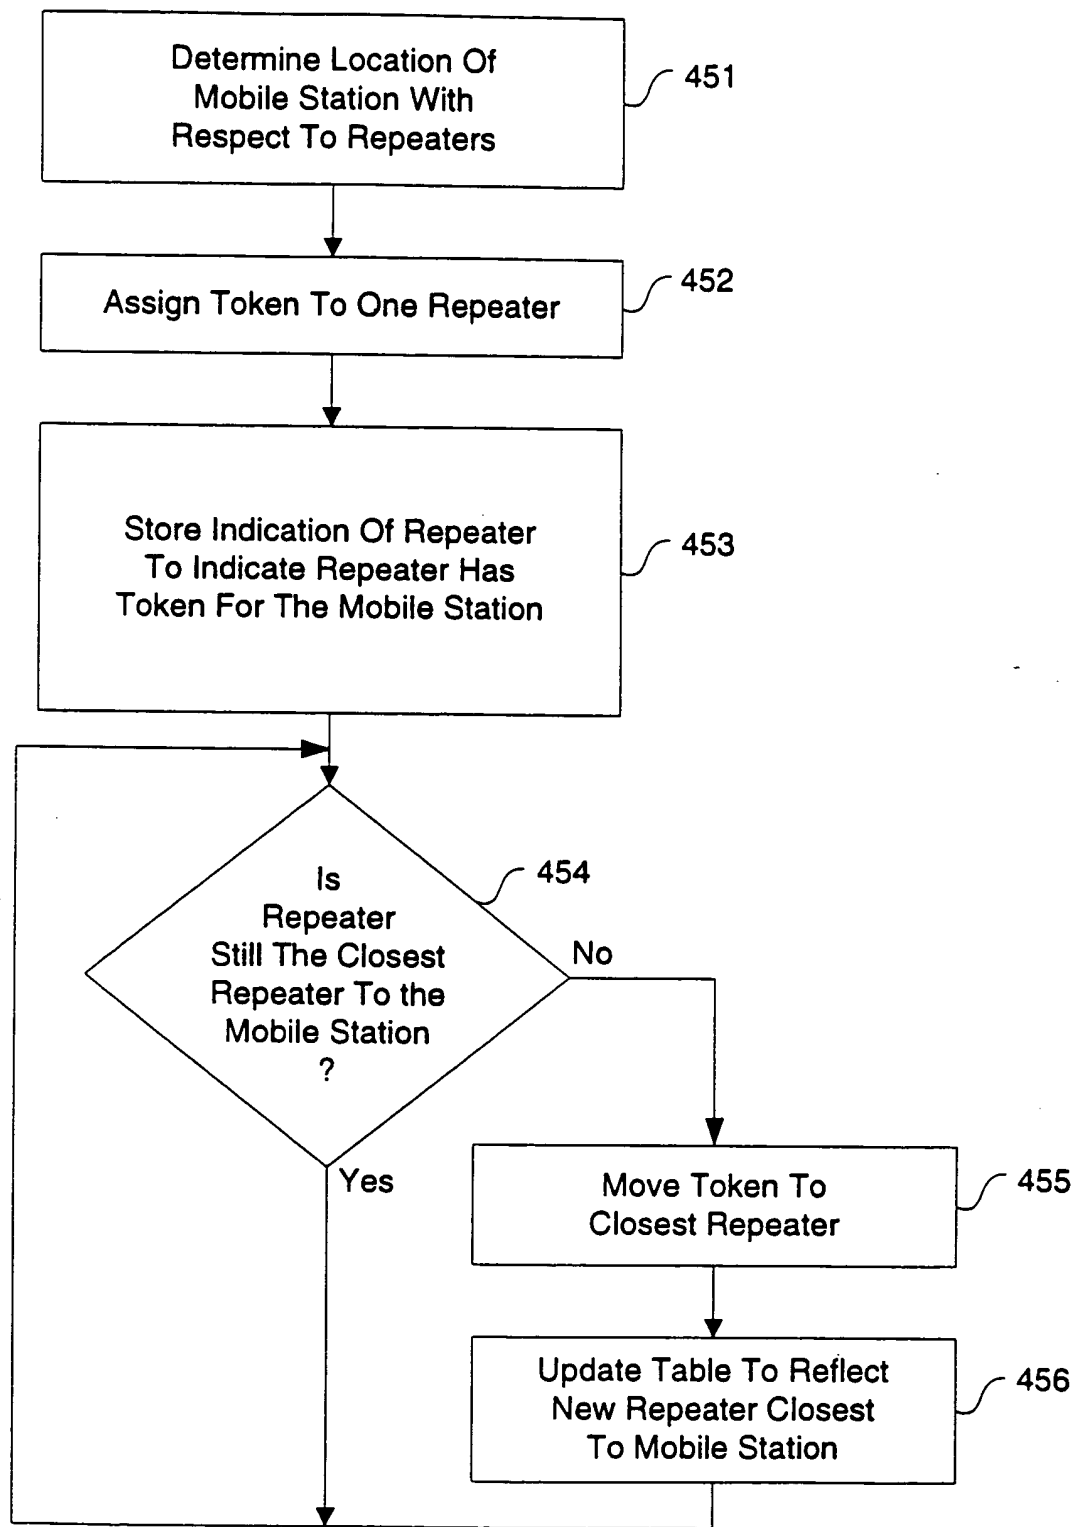 Determine Location Of
Mobile Station With
Respect To Repeaters
451
Assign Token To One Repeater
452
Store Indication Of Repeater
To Indicate Repeater Has
Token For The Mobile Station
453
Is
Repeater
Still The Closest
Repeater To the
Mobile Station
?
454
No
Yes
Move Token To
Closest Repeater
455
Update Table To Reflect
New Repeater Closest
To Mobile Station
456